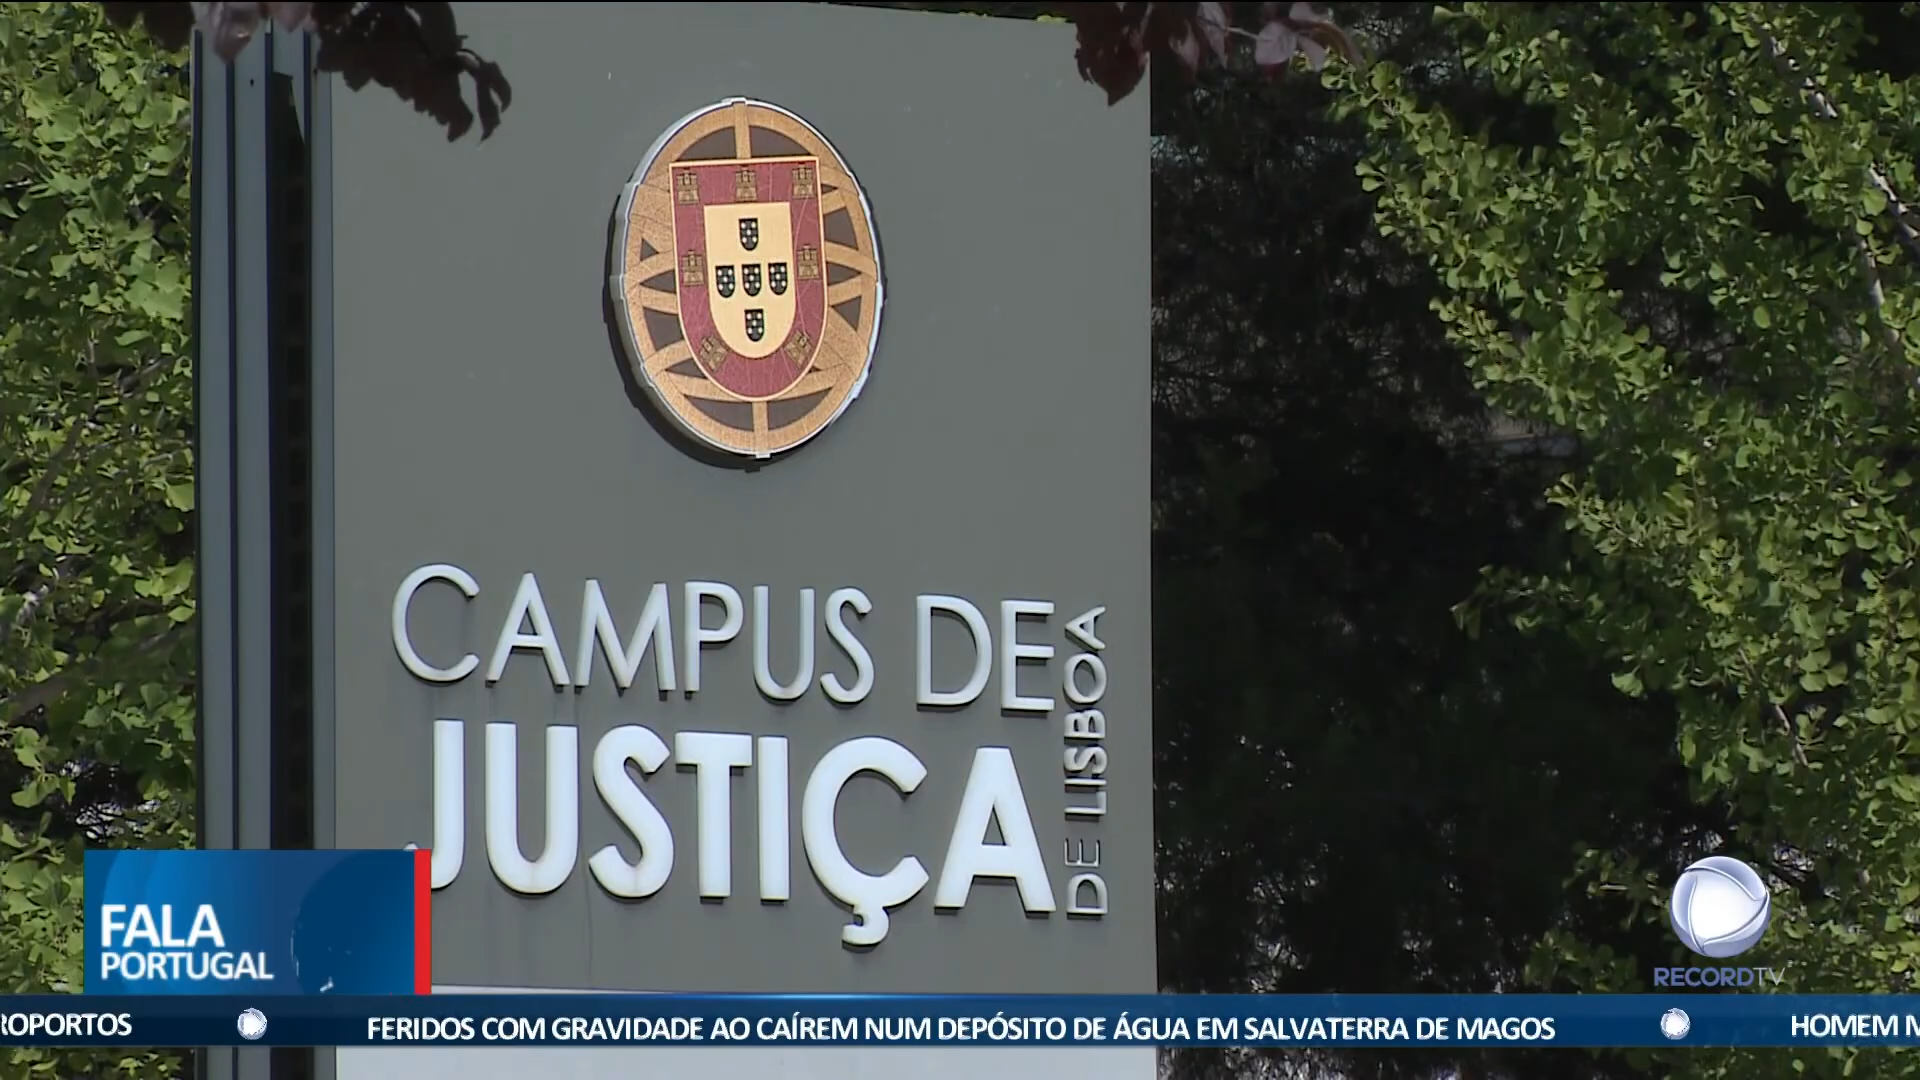 CAMPUS DE
JUSTIÇA
DE LISBOA
FALA
PORTUGAL
RECORDTV
FERIDOS COM GRAVIDADE AO CAÍREM NUM DEPÓSITO DE ÁGUA EM SALVATERRA DE MAGOS
HOMEM